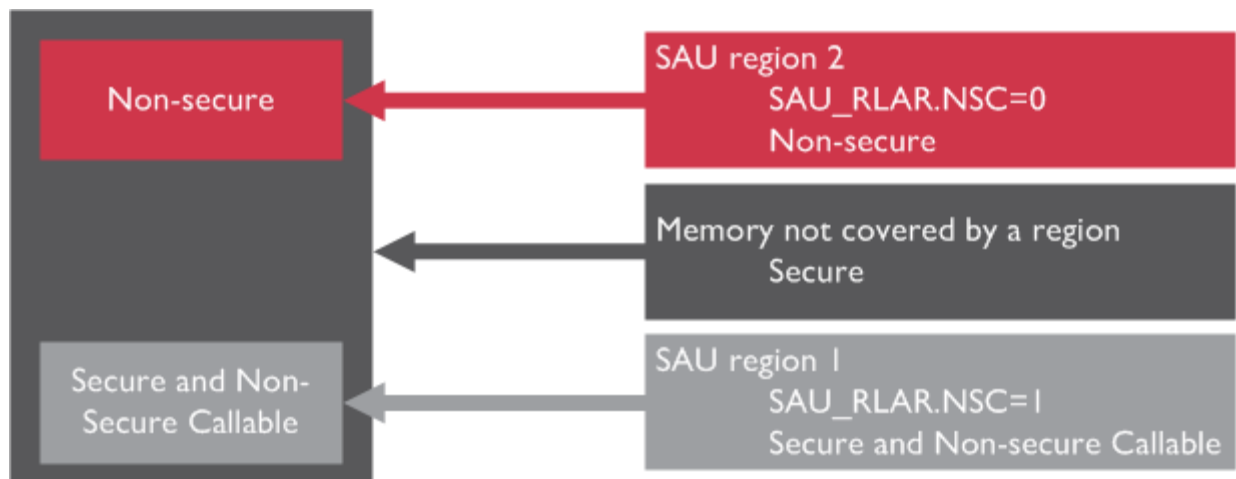 Non-secure
Secure and Non-
Secure Callable
SAU region 2
SAU_RLAR.NSC=0
Non-secure
Memory not covered by a region
Secure
SAU region 1
SAU_RLAR.NSC=1
Secure and Non-secure Callable